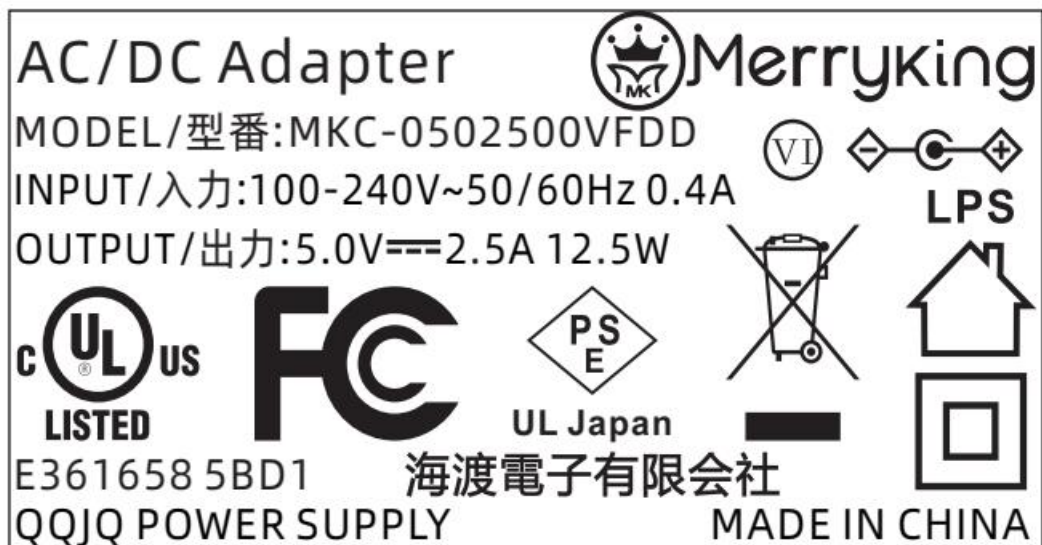 AC/DC Adapter
MK
Merryking
MODEL/型番:MKC-0502500VFDD
VI
INPUT/入力:100-240V~50/60Hz 0.4A
LPS
OUTPUT/出力:5.0V⎓2.5A 12.5W
C UL ® US
LISTED
FC
PS
E
UL Japan
E361658 5BD1
海渡電子有限会社
QQJQ POWER SUPPLY
MADE IN CHINA